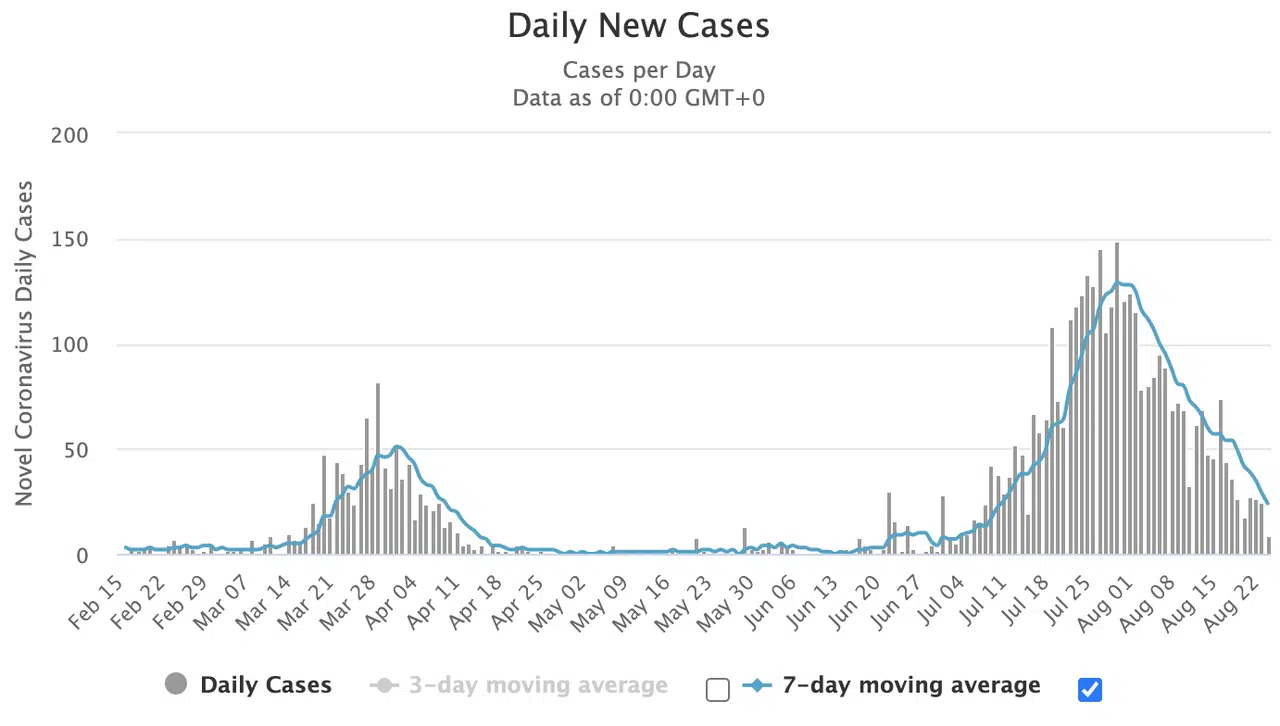 Daily New Cases
Cases per Day
Data as of 0:00 GMT+0
Novel Coronavirus Daily Cases
200
150
100
50
0
Feb 15
Feb 22
Feb 29
Mar 07
Mar 14
Mar 21
Mar 28
Apr 04
Apr 11
Apr 18
Apr 25
May 02
May 09
May 16
May 23
May 30
Jun 06
Jun 13
Jun 20
Jun 27
Jul 04
Jul 11
Jul 18
Jul 25
Aug 01
Aug 08
Aug 15
Aug 22
Daily Cases
3-day moving average
7-day moving average